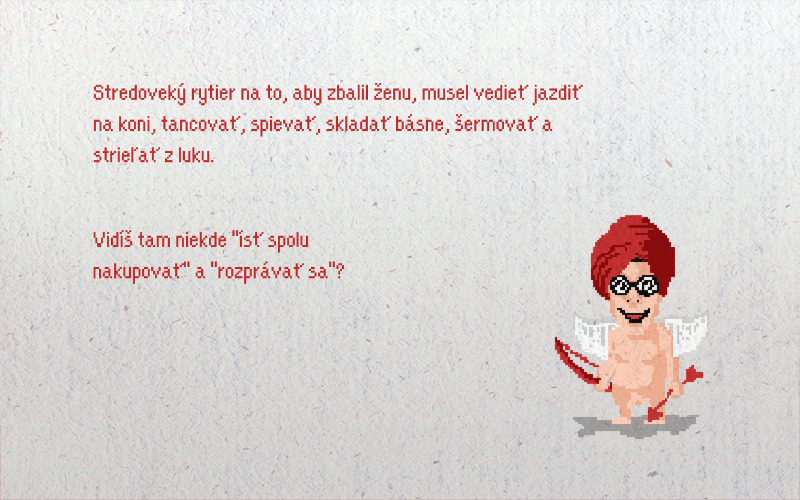 Stredoveký rytier na to, aby zbalil ženu, musel vedieť jazdiť
na koni, tancovať, spievať, skladať básne, šermovať a
strieľať z luku.
Vidíš tam niekde "ísť spolu
nakupovať" a "rozprávať sa"?